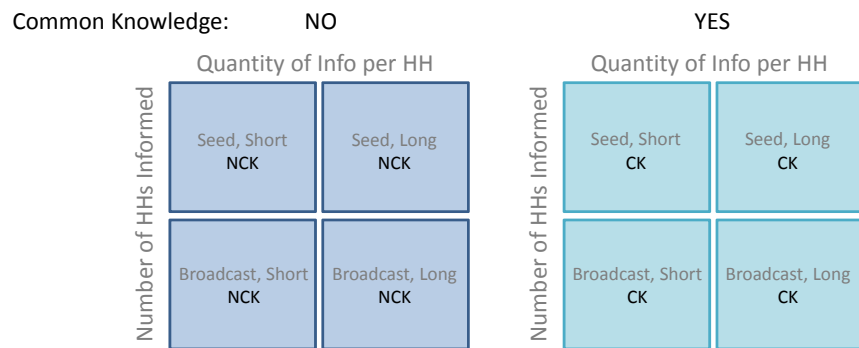 Common Knowledge: NO YES
Quantity of Info per HH Quantity of Info per HH
Number of HHs Informed
Seed, Short
NCK
Seed, Long
NCK
Broadcast, Short
NCK
Broadcast, Long
NCK
Number of HHs Informed
Seed, Short
CK
Seed, Long
CK
Broadcast, Short
CK
Broadcast, Long
CK